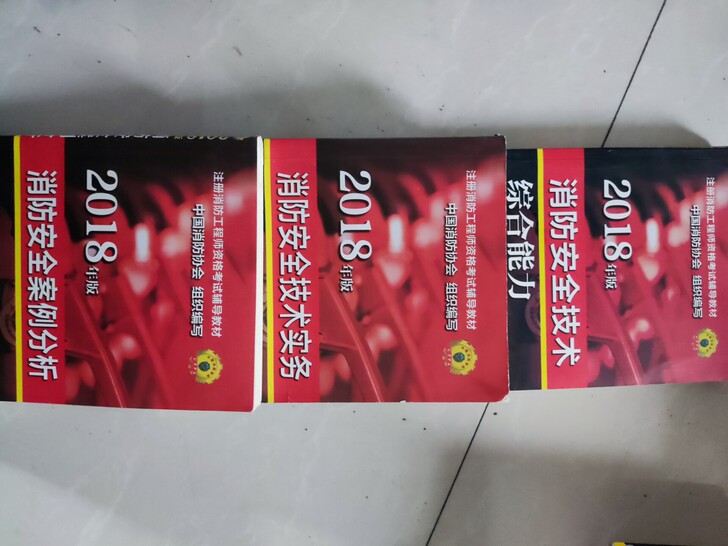 注册消防工程师资格考试辅导教材
中国消防协会 组织编写
2018年版
消防安全案例分析
注册消防工程师资格考试辅导教材
中国消防协会 组织编写
2018年版
消防安全技术实务
注册消防工程师资格考试辅导教材
中国消防协会 组织编写
2018年版
消防安全技术
综合能力